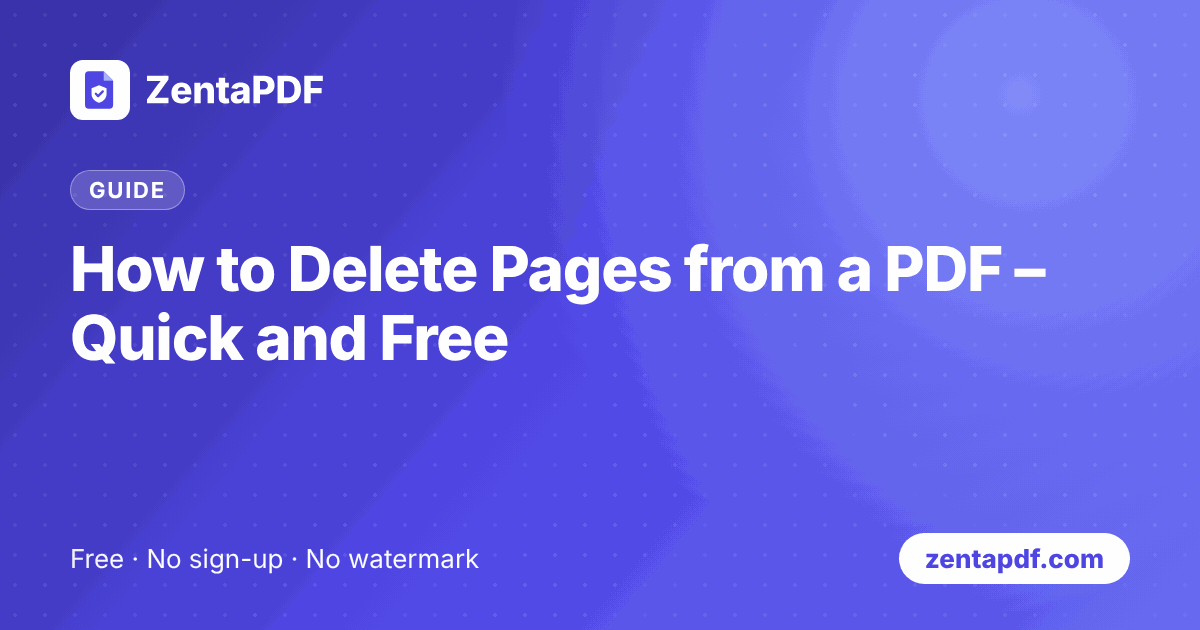 ZentaPDF
GUIDE
How to Delete Pages from a PDF –
Quick and Free
Free · No sign-up · No watermark
zentapdf.com